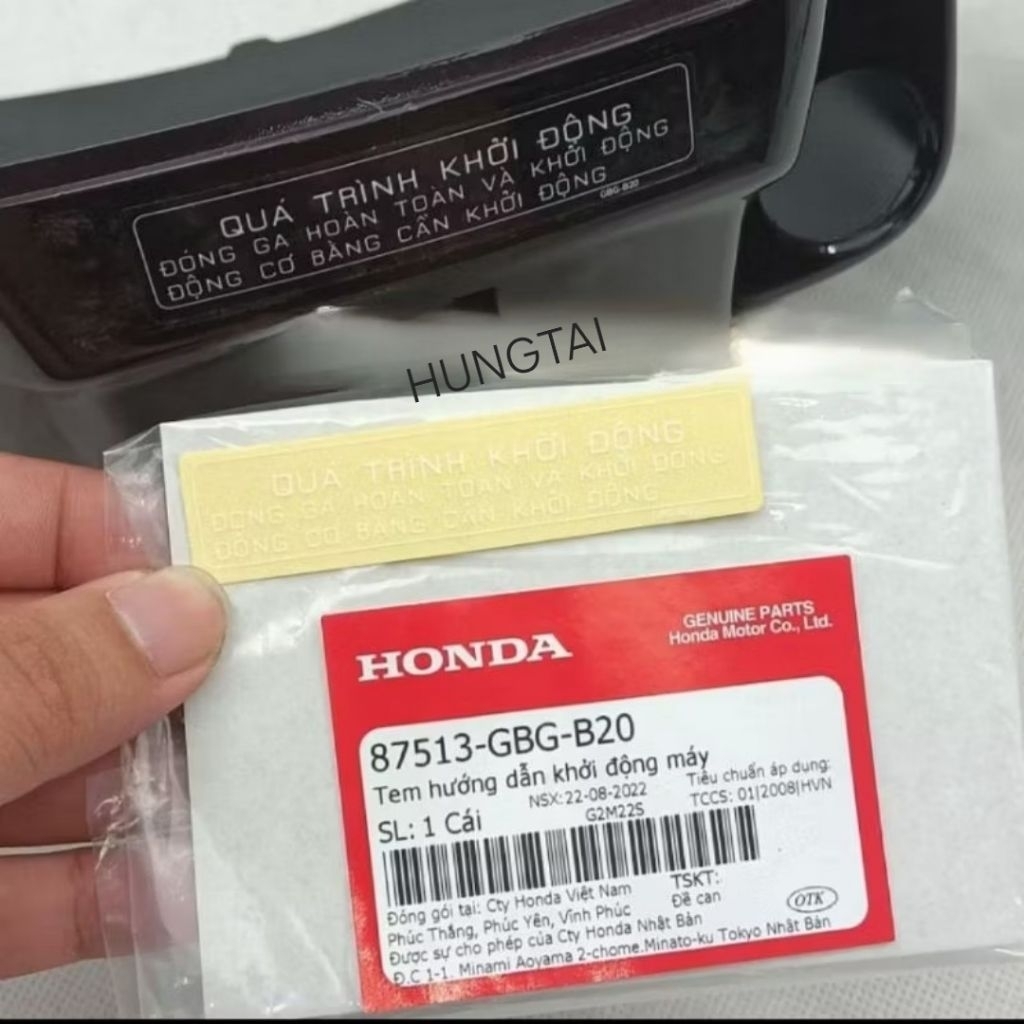 QUÁ TRÌNH KHỞI ĐỘNG
ĐÓNG GA HOÀN TOÀN VÀ KHỞI ĐỘNG
ĐỘNG CƠ BẰNG CẦN KHỞI ĐỘNG
GBG-B20
HUNGTAI
QUÁ TRÌNH KHỞI ĐỘNG
ĐÓNG GA HOÀN TOÀN VÀ KHỞI ĐỘNG
ĐỘNG CƠ BẰNG CẦN KHỞI ĐỘNG
HONDA
GENUINE PARTS
Honda Motor Co., Ltd.
87513-GBG-B20
Tem hướng dẫn khởi động máy
NSX: 22-08-2022
Tiêu chuẩn áp dụng:
SL: 1 Cái
G2M22S
TCCS: 01|2008|HVN
Đóng gói tại: Cty Honda Việt Nam
TSKT:
Phúc Thắng, Phúc Yên, Vĩnh Phúc
Đề can
OTK
Được sự cho phép của Cty Honda Nhật Bản
Đ.C 1-1. Minami Aoyama 2-chome.Minato-ku Tokyo Nhật Bản